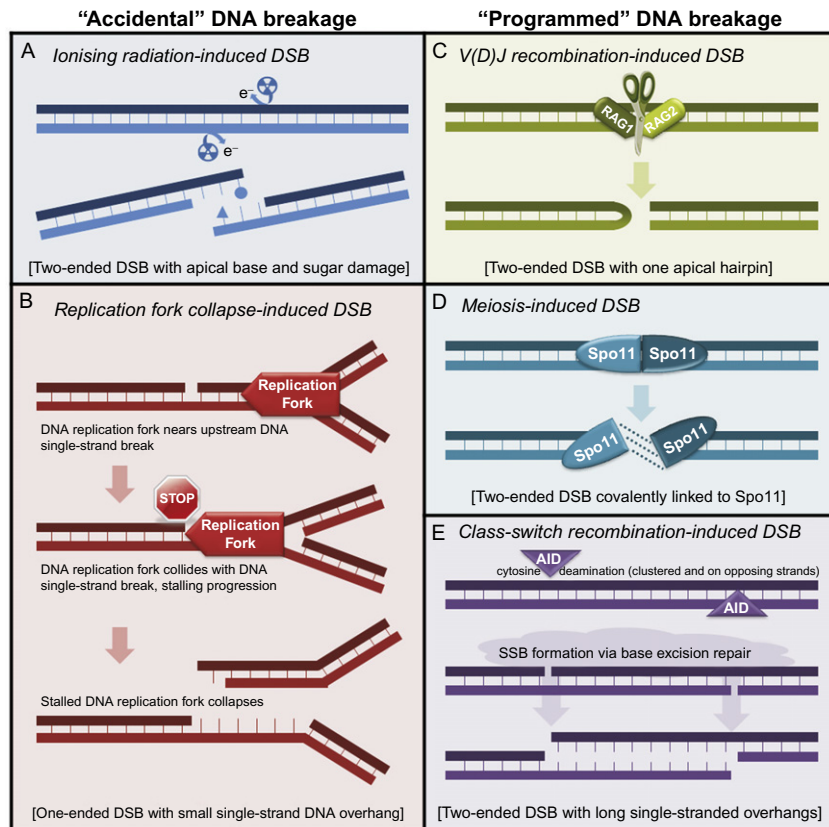 “Accidental” DNA breakage
A
Ionising radiation-induced DSB
e⁻
e⁻
[Two-ended DSB with apical base and sugar damage]
B
Replication fork collapse-induced DSB
Replication
Fork
DNA replication fork nears upstream DNA
single-strand break
STOP
Replication
Fork
DNA replication fork collides with DNA
single-strand break, stalling progression
Stalled DNA replication fork collapses
[One-ended DSB with small single-strand DNA overhang]
“Programmed” DNA breakage
C
V(D)J recombination-induced DSB
RAG1
RAG2
[Two-ended DSB with one apical hairpin]
D
Meiosis-induced DSB
Spo11
Spo11
Spo11
Spo11
[Two-ended DSB covalently linked to Spo11]
E
Class-switch recombination-induced DSB
AID
cytosine deamination (clustered and on opposing strands)
AID
SSB formation via base excision repair
[Two-ended DSB with long single-stranded overhangs]